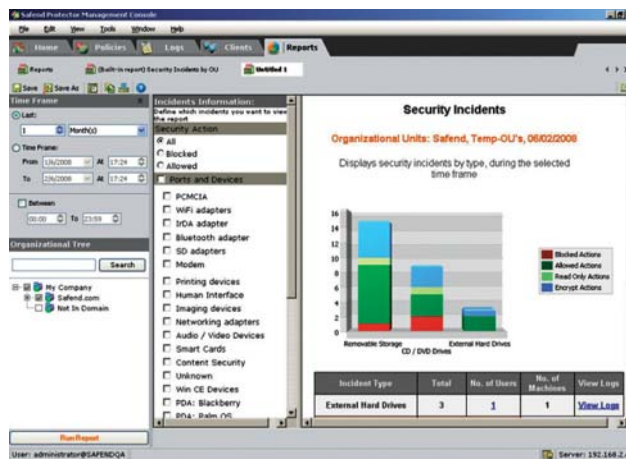 Safend Protector Management Console
File Edit View Tools Window Help
Home Policies Logs Clients Reports
Reports (Built-in report) Security Incidents by OU Untitled 1
Save Save As
Time Frame
Last:
1 Month(s)
Time Frame:
From 1/6/2008 At 17:24
To 2/6/2008 At 17:24
Between
00:00 To 23:59
Organizational Tree
Search
My Company
Safend.com
Not In Domain
Run Report
Incidents Information:
Define which incidents you want to view
the report
Security Action
All
Blocked
Allowed
Ports and Devices
PCMCIA
WiFi adapters
IrDA adapter
Bluetooth adapter
SD adapters
Modem
Printing devices
Human Interface
Imaging devices
Networking adapters
Audio / Video Devices
Smart Cards
Content Security
Unknown
Win CE Devices
PDA: Blackberry
PDA: Palm OS
Security Incidents
Organizational Units: Safend, Temp-OU's, 06/02/2008
Displays security incidents by type, during the selected
time frame
16
14
12
10
8
6
4
2
0
Removable Storage
CD / DVD Drives
External Hard Drives
Blocked Actions
Allowed Actions
Read Only Actions
Encrypt Actions
Incident Type Total No. of Users No. of Machines View Logs
External Hard Drives 3 1 1 View Logs
User: administrator@SAFENDQA Server: 192.168.2.